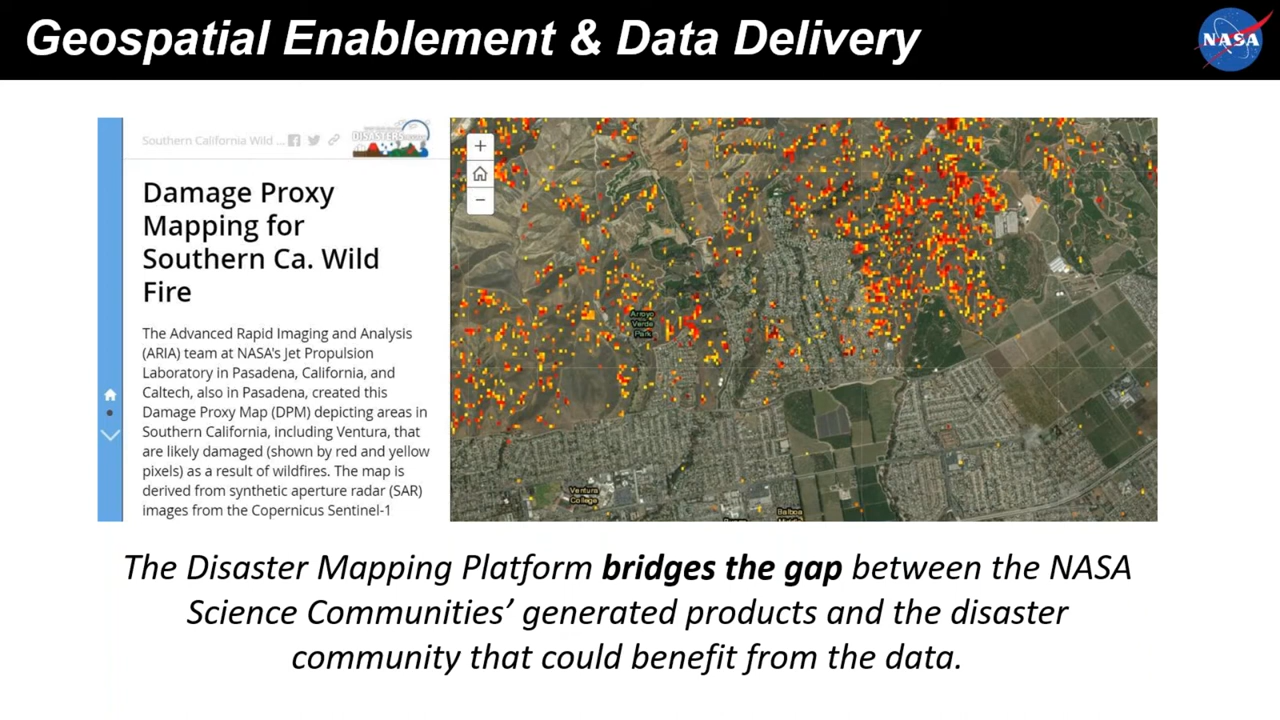 Geospatial Enablement & Data Delivery
NASA
Southern California Wild ...
DISASTERS
Damage Proxy
Mapping for
Southern Ca. Wild
Fire
The Advanced Rapid Imaging and Analysis
(ARIA) team at NASA's Jet Propulsion
Laboratory in Pasadena, California, and
Caltech, also in Pasadena, created this
Damage Proxy Map (DPM) depicting areas in
Southern California, including Ventura, that
are likely damaged (shown by red and yellow
pixels) as a result of wildfires. The map is
derived from synthetic aperture radar (SAR)
images from the Copernicus Sentinel-1
+
−
Arroyo
Verde
Park
Ventura
College
Balboa
The Disaster Mapping Platform bridges the gap between the NASA
Science Communities’ generated products and the disaster
community that could benefit from the data.